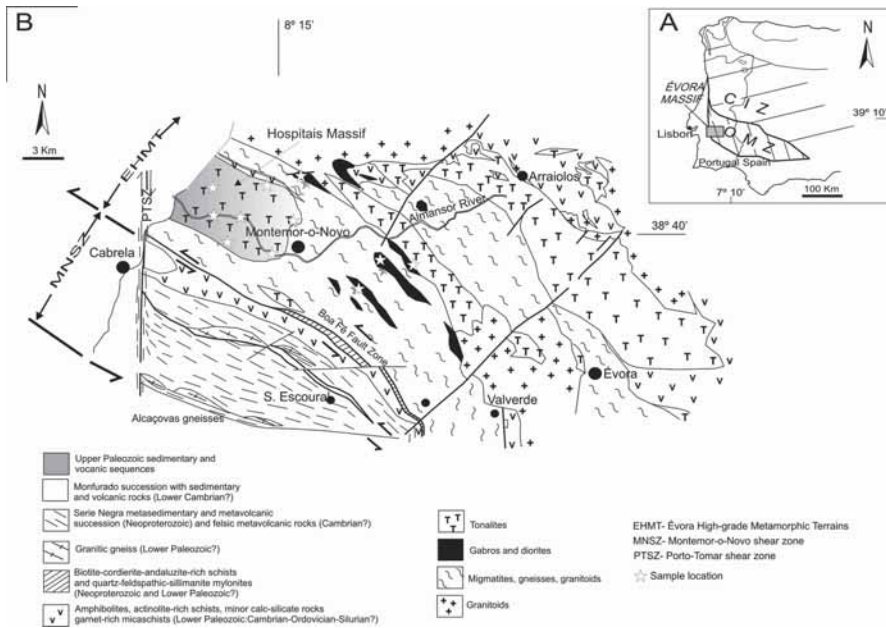 B
8º 15'
A
N
ÉVORA
MASSIF
C I Z
O M Z
39º 10'
Lisbon
Portugal Spain
7º 10'
100 Km
N
3 Km
EHMT
MNSZ
PTSZ
Hospitais Massif
Arraiolos
Almansor River
38º 40'
Montemor-o-Novo
Cabrela
Boa Fé Fault Zone
Évora
S. Escoural
Valverde
Alcaçovas gneisses
Upper Paleozoic sedimentary and
vocanic sequences
Monfurado succession with sedimentary
and volcanic rocks (Lower Cambrian?)
Serie Negra metasedimentary and metavolcanic
succession (Neoproterozoic) and felsic metavolcanic rocks (Cambrian?)
Granitic gneiss (Lower Paleozoic?)
Biotite-cordierite-andaluzite-rich schists
and quartz-feldspathic-sillimanite mylonites
(Neoproterozoic and Lower Paleozoic?)
Amphibolites, actinolite-rich schists, minor calc-silicate rocks
garnet-rich micaschists (Lower Paleozoic:Cambrian-Ordovician-Silurian?)
Tonalites
Gabros and diorites
Migmatites, gneisses, granitoids
Granitoids
EHMT- Évora High-grade Metamorphic Terrains
MNSZ- Montemor-o-Novo shear zone
PTSZ- Porto-Tomar shear zone
Sample location